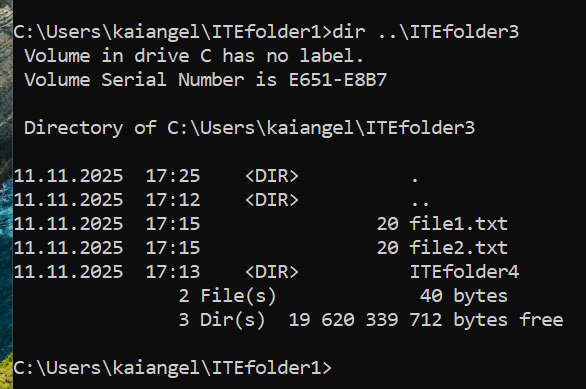 C:\Users\kaiangel\ITEfolder1>dir ..\ITEfolder3
 Volume in drive C has no label.
 Volume Serial Number is E651-E8B7

 Directory of C:\Users\kaiangel\ITEfolder3

11.11.2025  17:25    <DIR>          .
11.11.2025  17:12    <DIR>          ..
11.11.2025  17:15                20 file1.txt
11.11.2025  17:15                20 file2.txt
11.11.2025  17:13    <DIR>          ITEfolder4
               2 File(s)             40 bytes
               3 Dir(s)  19 620 339 712 bytes free

C:\Users\kaiangel\ITEfolder1>